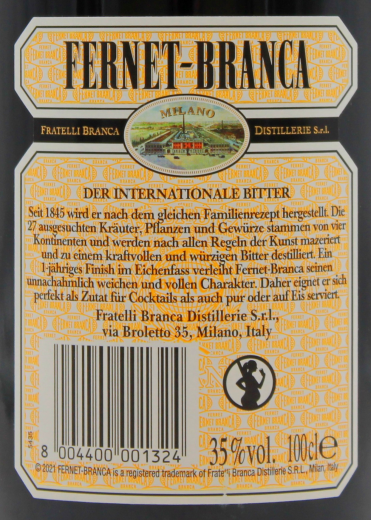 FERNET-BRANCA
MILANO
FRATELLI BRANCA DISTILLERIE S.r.l.
DER INTERNATIONALE BITTER
Seit 1845 wird er nach dem gleichen Familienrezept hergestellt. Die
27 ausgesuchten Kräuter, Pflanzen und Gewürze stammen von vier
Kontinenten und werden nach allen Regeln der Kunst mazeriert
und zu einem kraftvollen und würzigen Bitter destilliert. Ein
1-jähriges Finish im Eichenfass verleiht Fernet-Branca seinen
unnachahmlich weichen und vollen Charakter. Daher eignet er sich
perfekt als Zutat für Cocktails als auch pur oder auf Eis serviert.
Fratelli Branca Distillerie S.r.l.,
via Broletto 35, Milano, Italy
5435
8 004400 001324
35%vol. 100cl℮
© 2021 FERNET-BRANCA is a registered trademark of Fratelli Branca Distillerie S.R.L., Milan, Italy